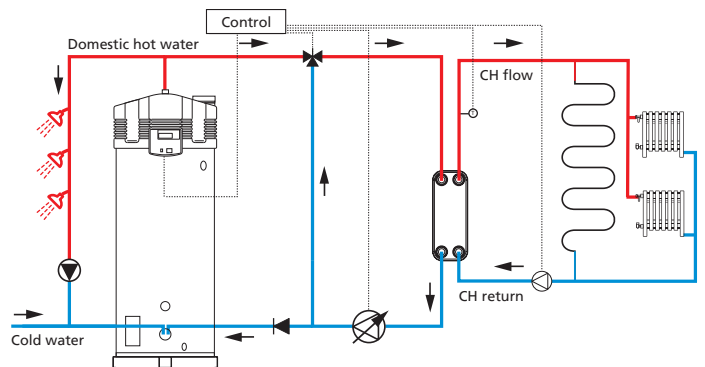 Control
Domestic hot water
CH flow
CH return
Cold water